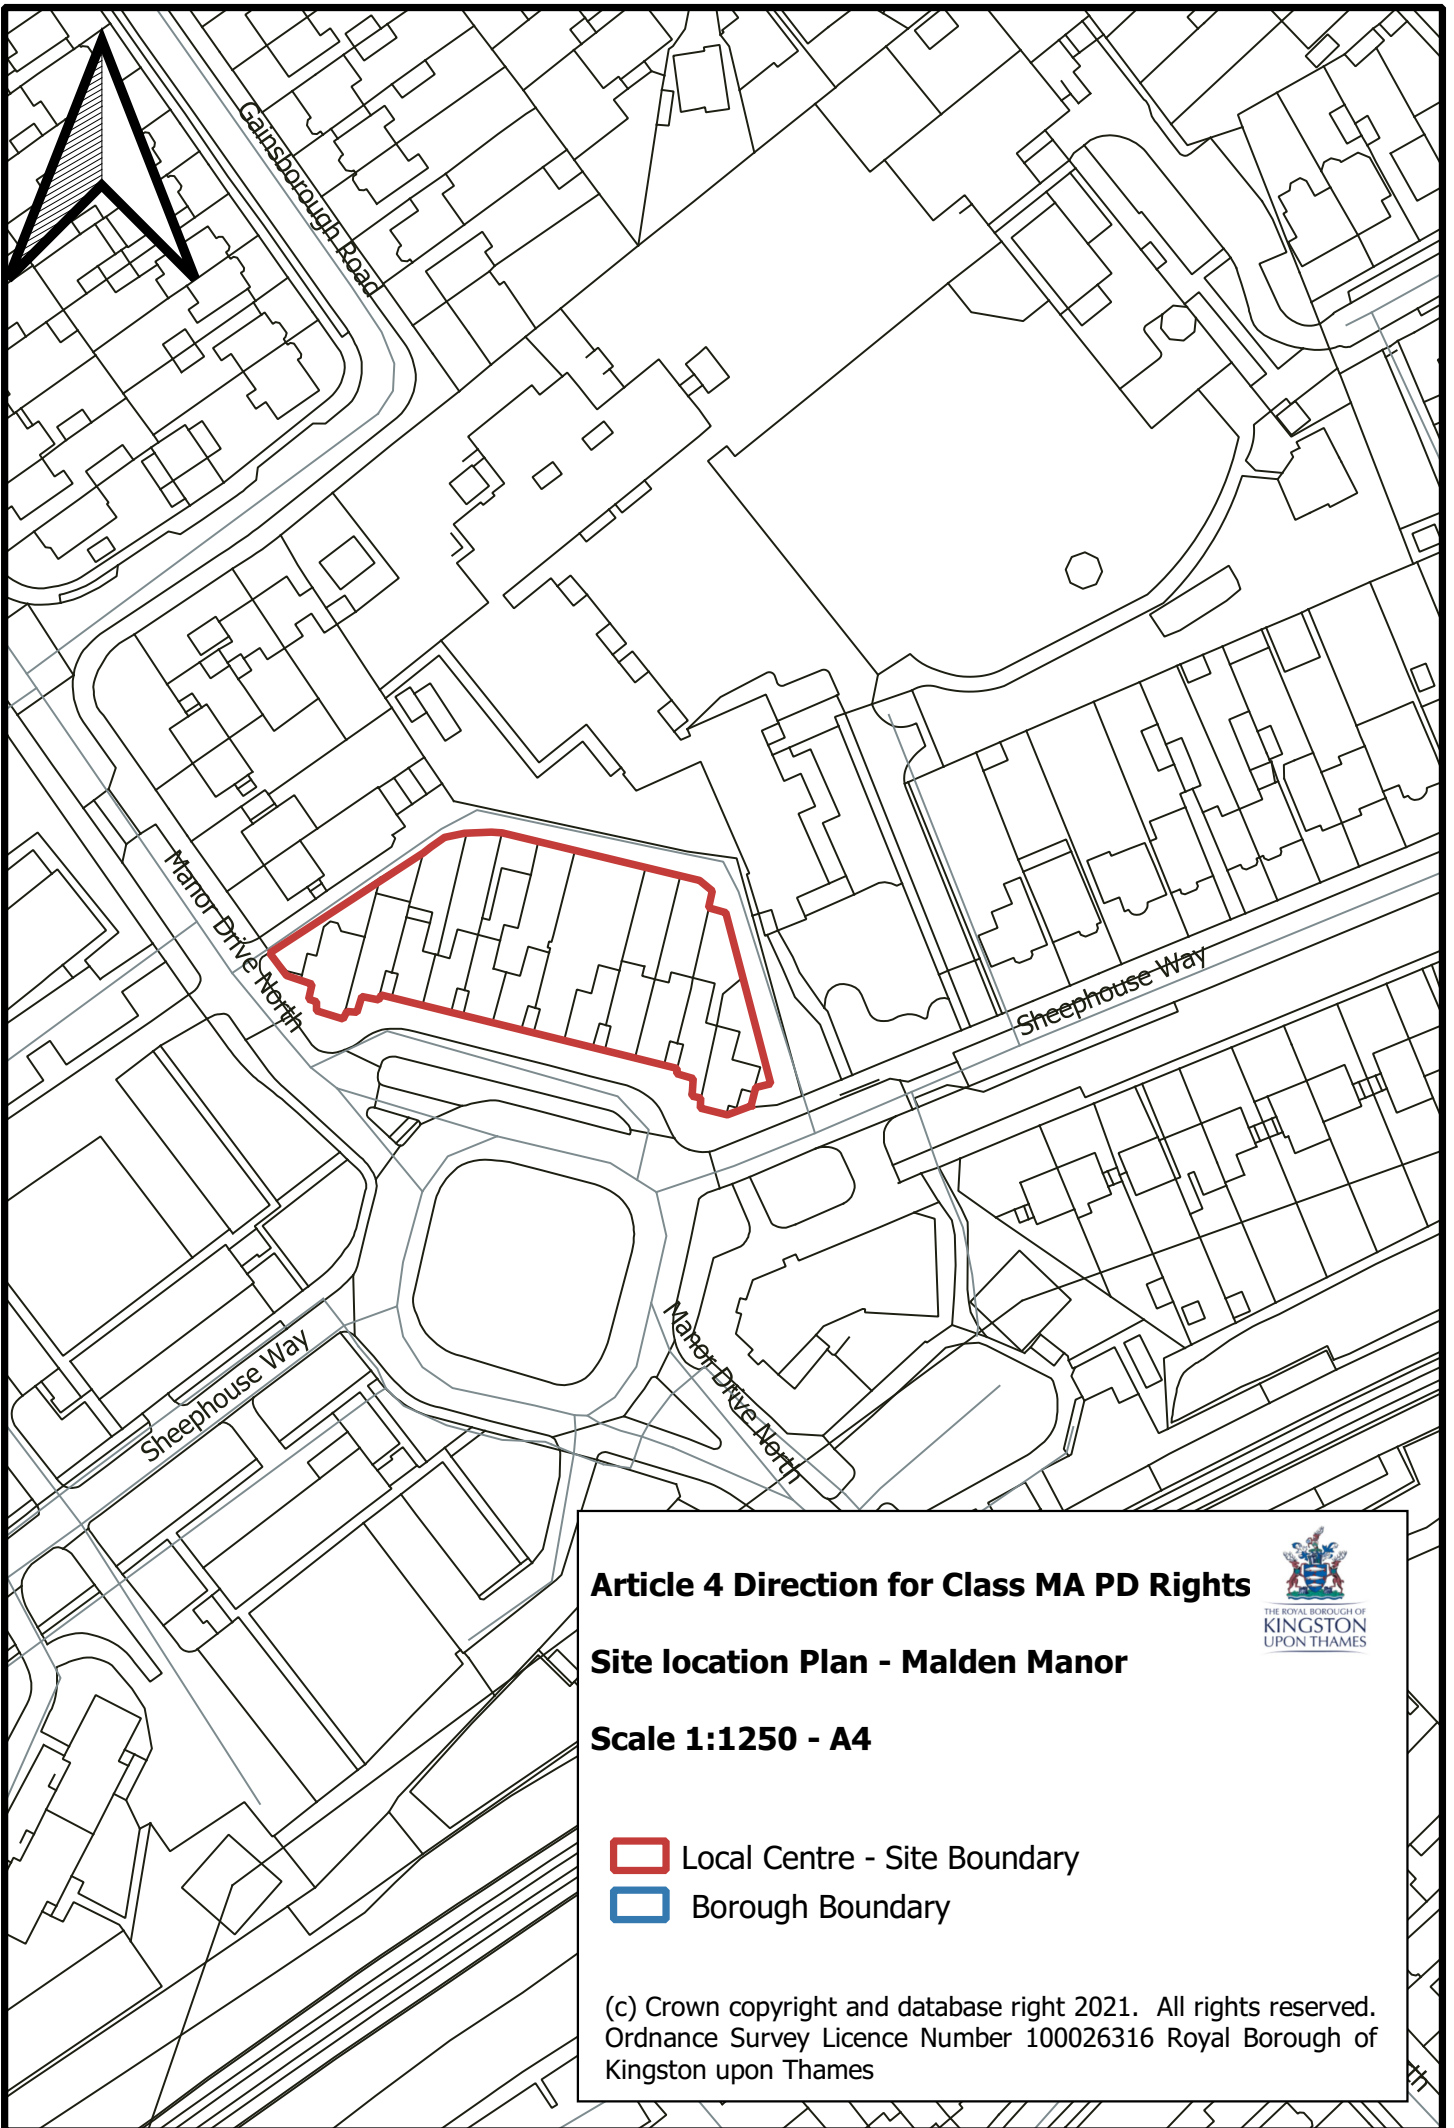 Gainsborough Road
Manor Drive North
Sheephouse Way
Manor Drive North
Sheephouse Way
Article 4 Direction for Class MA PD Rights
THE ROYAL BOROUGH OF
KINGSTON
UPON THAMES
Site location Plan - Malden Manor
Scale 1:1250 - A4
Local Centre - Site Boundary
Borough Boundary
(c) Crown copyright and database right 2021. All rights reserved.
Ordnance Survey Licence Number 100026316 Royal Borough of
Kingston upon Thames